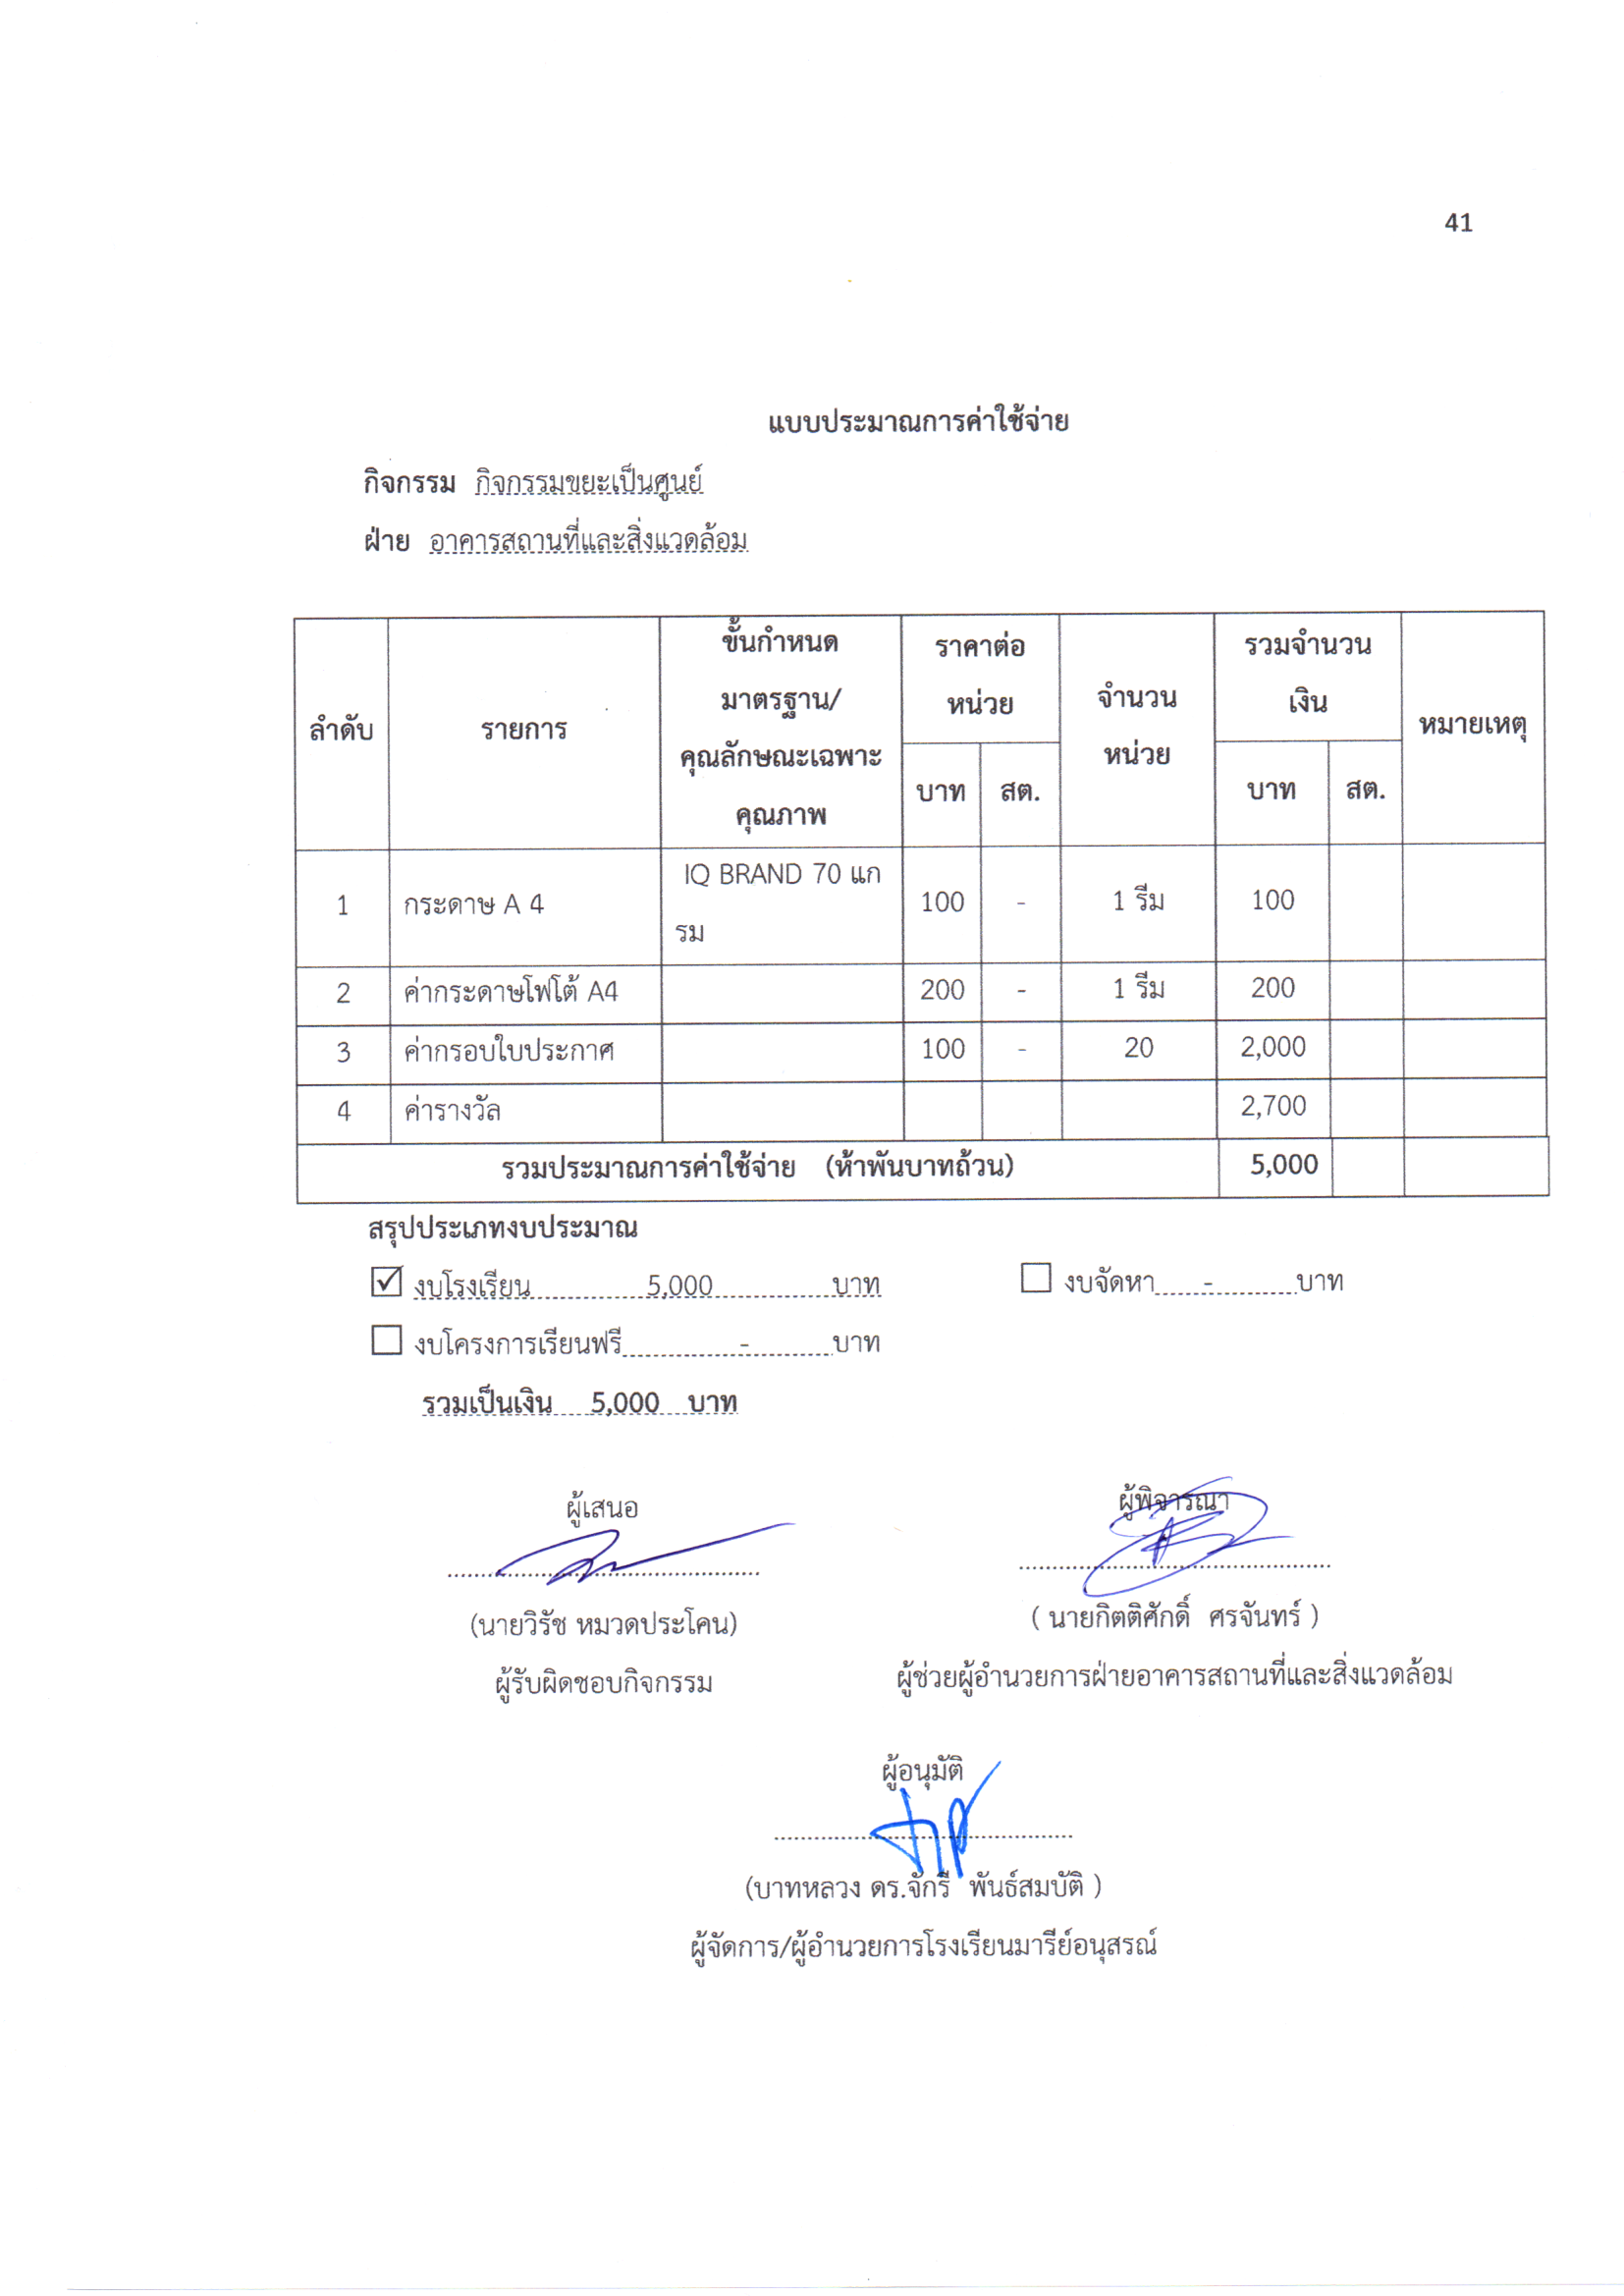 41
แบบประมาณการค่าใช้จ่าย
กิจกรรม กิจกรรมขยะเป็นศูนย์
ฝ่าย อาคารสถานที่และสิ่งแวดล้อม
ลำดับ รายการ ขั้นกำหนด มาตรฐาน/ คุณลักษณะเฉพาะ คุณภาพ ราคาต่อ หน่วย จำนวน หน่วย รวมจำนวน เงิน หมายเหตุ
บาท สต. บาท สต.
1 กระดาษ A 4 IQ BRAND 70 แก รม 100 - 1 รีม 100
2 ค่ากระดาษโฟโต้ A4 200 - 1 รีม 200
3 ค่ากรอบใบประกาศ 100 - 20 2,000
4 ค่ารางวัล 2,700
รวมประมาณการค่าใช้จ่าย (ห้าพันบาทถ้วน) 5,000
สรุปประเภทงบประมาณ
งบโรงเรียน 5,000 บาท งบจัดหา - บาท
งบโครงการเรียนฟรี - บาท
รวมเป็นเงิน 5,000 บาท
ผู้เสนอ ผู้พิจารณา
(นายวิรัช หมวดประโคน) ( นายกิตติศักดิ์ ศรจันทร์ )
ผู้รับผิดชอบกิจกรรม ผู้ช่วยผู้อำนวยการฝ่ายอาคารสถานที่และสิ่งแวดล้อม
ผู้อนุมัติ
(บาทหลวง ดร.จักรี พันธ์สมบัติ )
ผู้จัดการ/ผู้อำนวยการโรงเรียนมารีย์อนุสรณ์